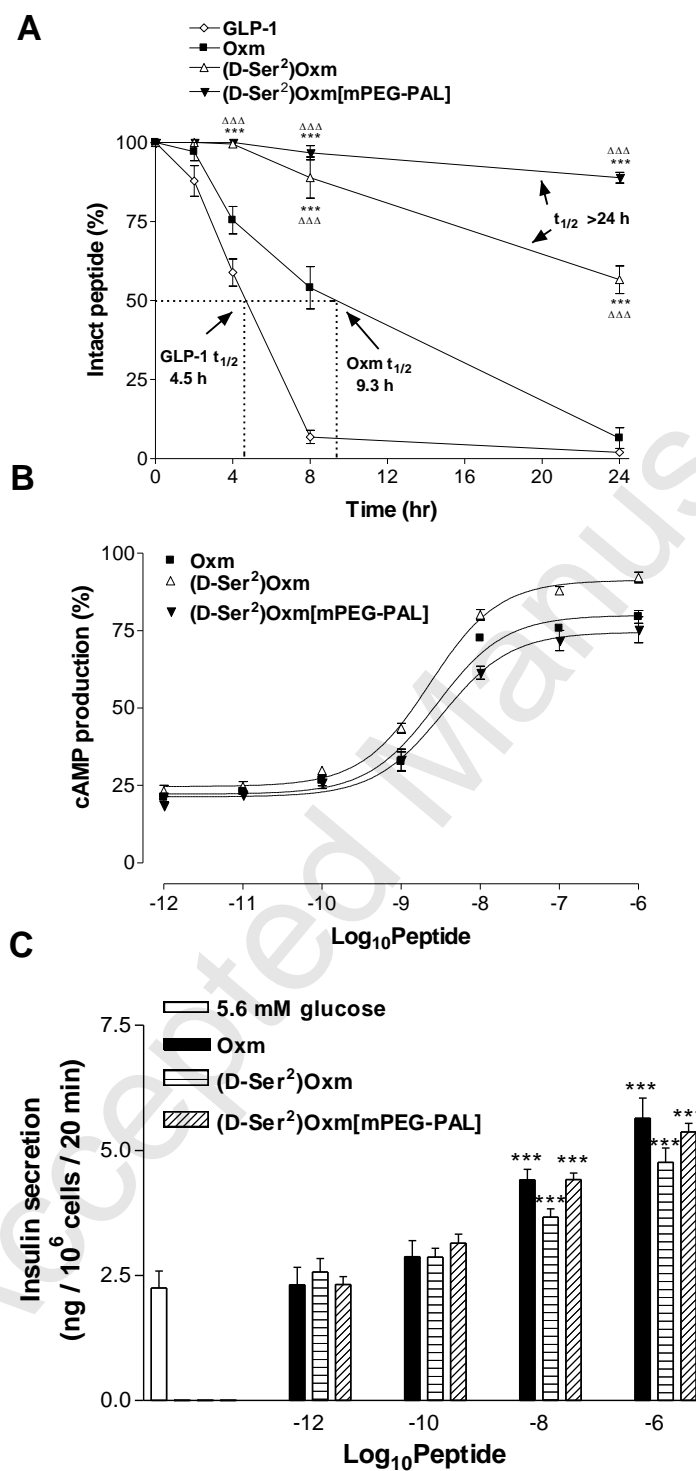 A
GLP-1
Oxm
(D-Ser²)Oxm
(D-Ser²)Oxm[mPEG-PAL]
Intact peptide (%)
100
75
50
25
0
ΔΔΔ
***
ΔΔΔ
***
***
ΔΔΔ
ΔΔΔ
***
t1/2 >24 h
***
ΔΔΔ
GLP-1 t1/2
4.5 h
Oxm t1/2
9.3 h
0 4 8 12 16 20 24
Time (hr)
B
Oxm
(D-Ser²)Oxm
(D-Ser²)Oxm[mPEG-PAL]
cAMP production (%)
100
75
50
25
0
-12 -11 -10 -9 -8 -7 -6
Log10Peptide
C
5.6 mM glucose
Oxm
(D-Ser²)Oxm
(D-Ser²)Oxm[mPEG-PAL]
Insulin secretion
(ng / 10⁶ cells / 20 min)
7.5
5.0
2.5
0.0
*** *** ***
*** *** ***
-12 -10 -8 -6
Log10Peptide
Accepted Manus